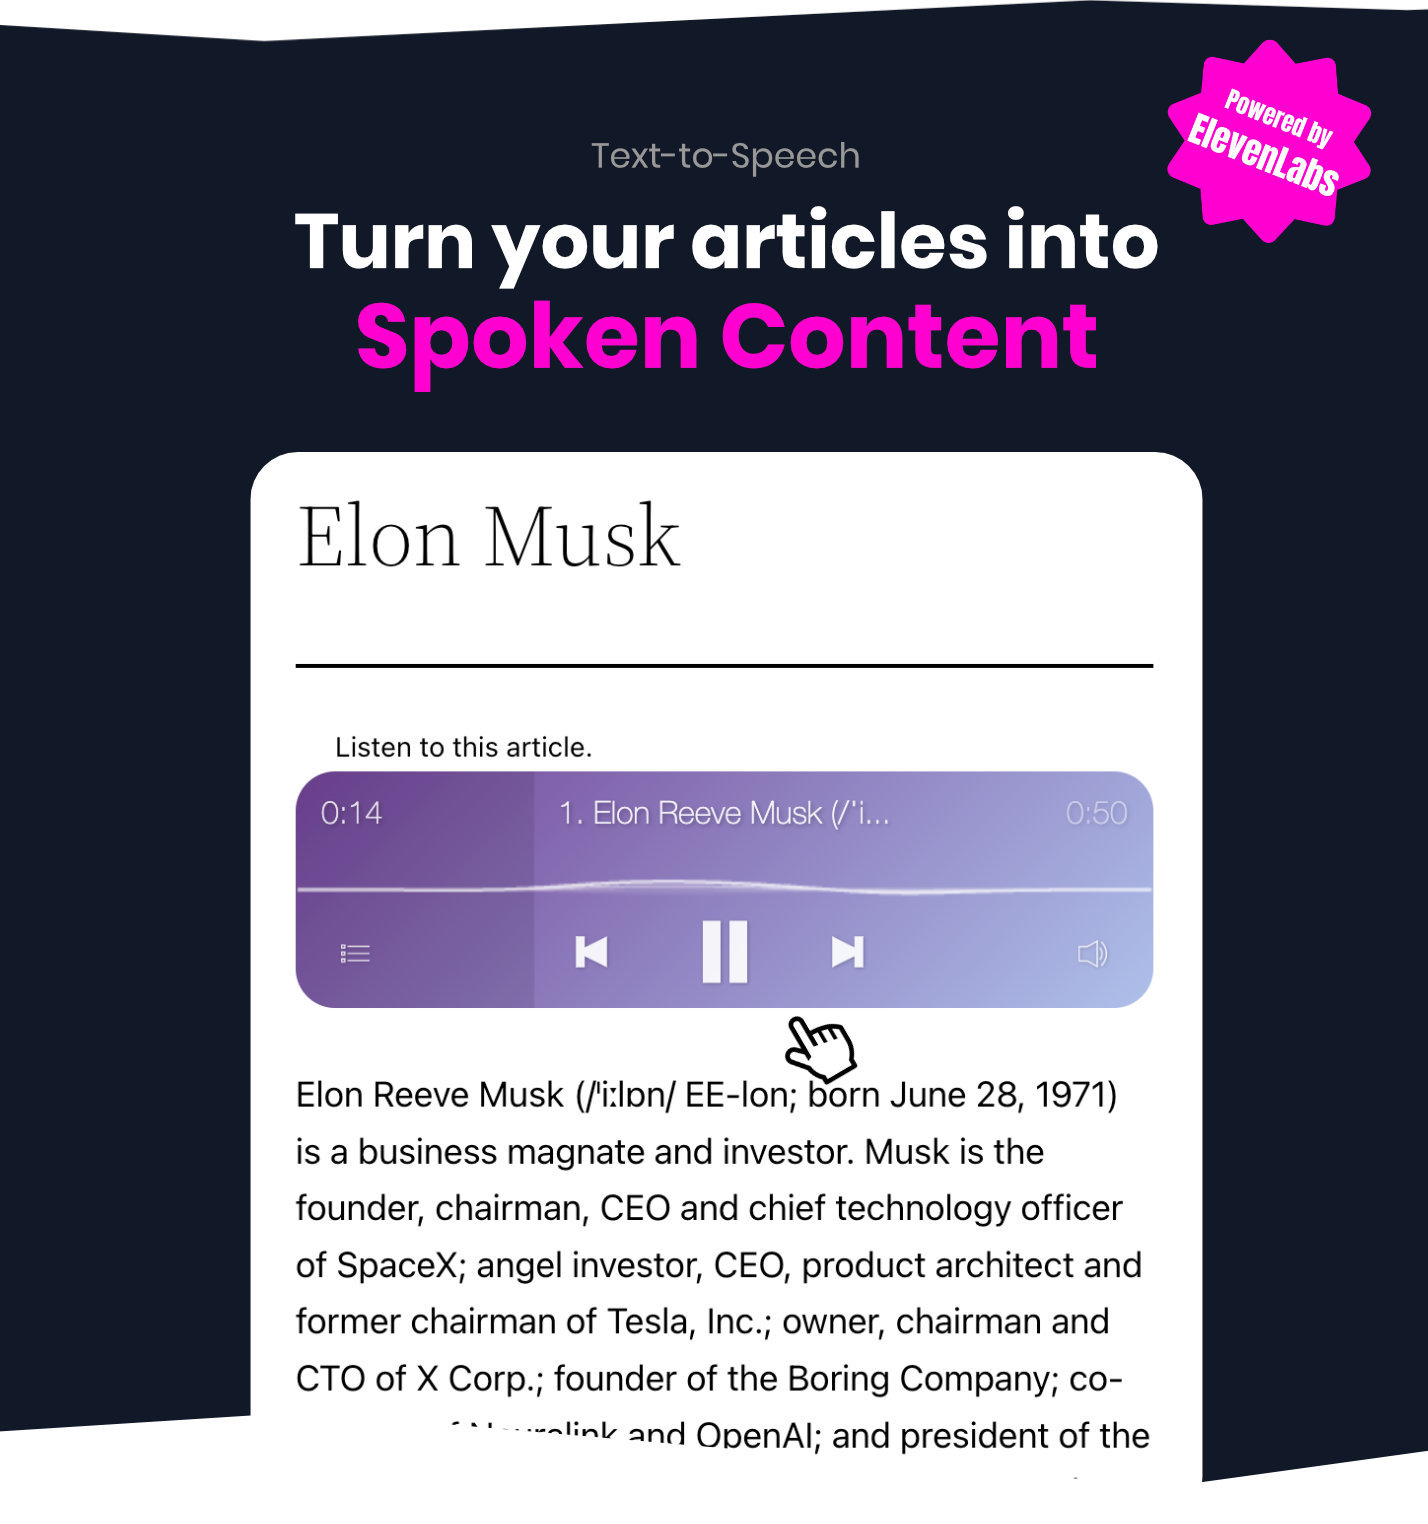 Powered by
ElevenLabs
Text-to-Speech
Turn your articles into
Spoken Content
Elon Musk
Listen to this article.
0:14 1. Elon Reeve Musk (/'i... 0:50
Elon Reeve Musk (/ˈiːlɒn/ EE-lon; born June 28, 1971)
is a business magnate and investor. Musk is the
founder, chairman, CEO and chief technology officer
of SpaceX; angel investor, CEO, product architect and
former chairman of Tesla, Inc.; owner, chairman and
CTO of X Corp.; founder of the Boring Company; co-
Neuralink and OpenAI; and president of the